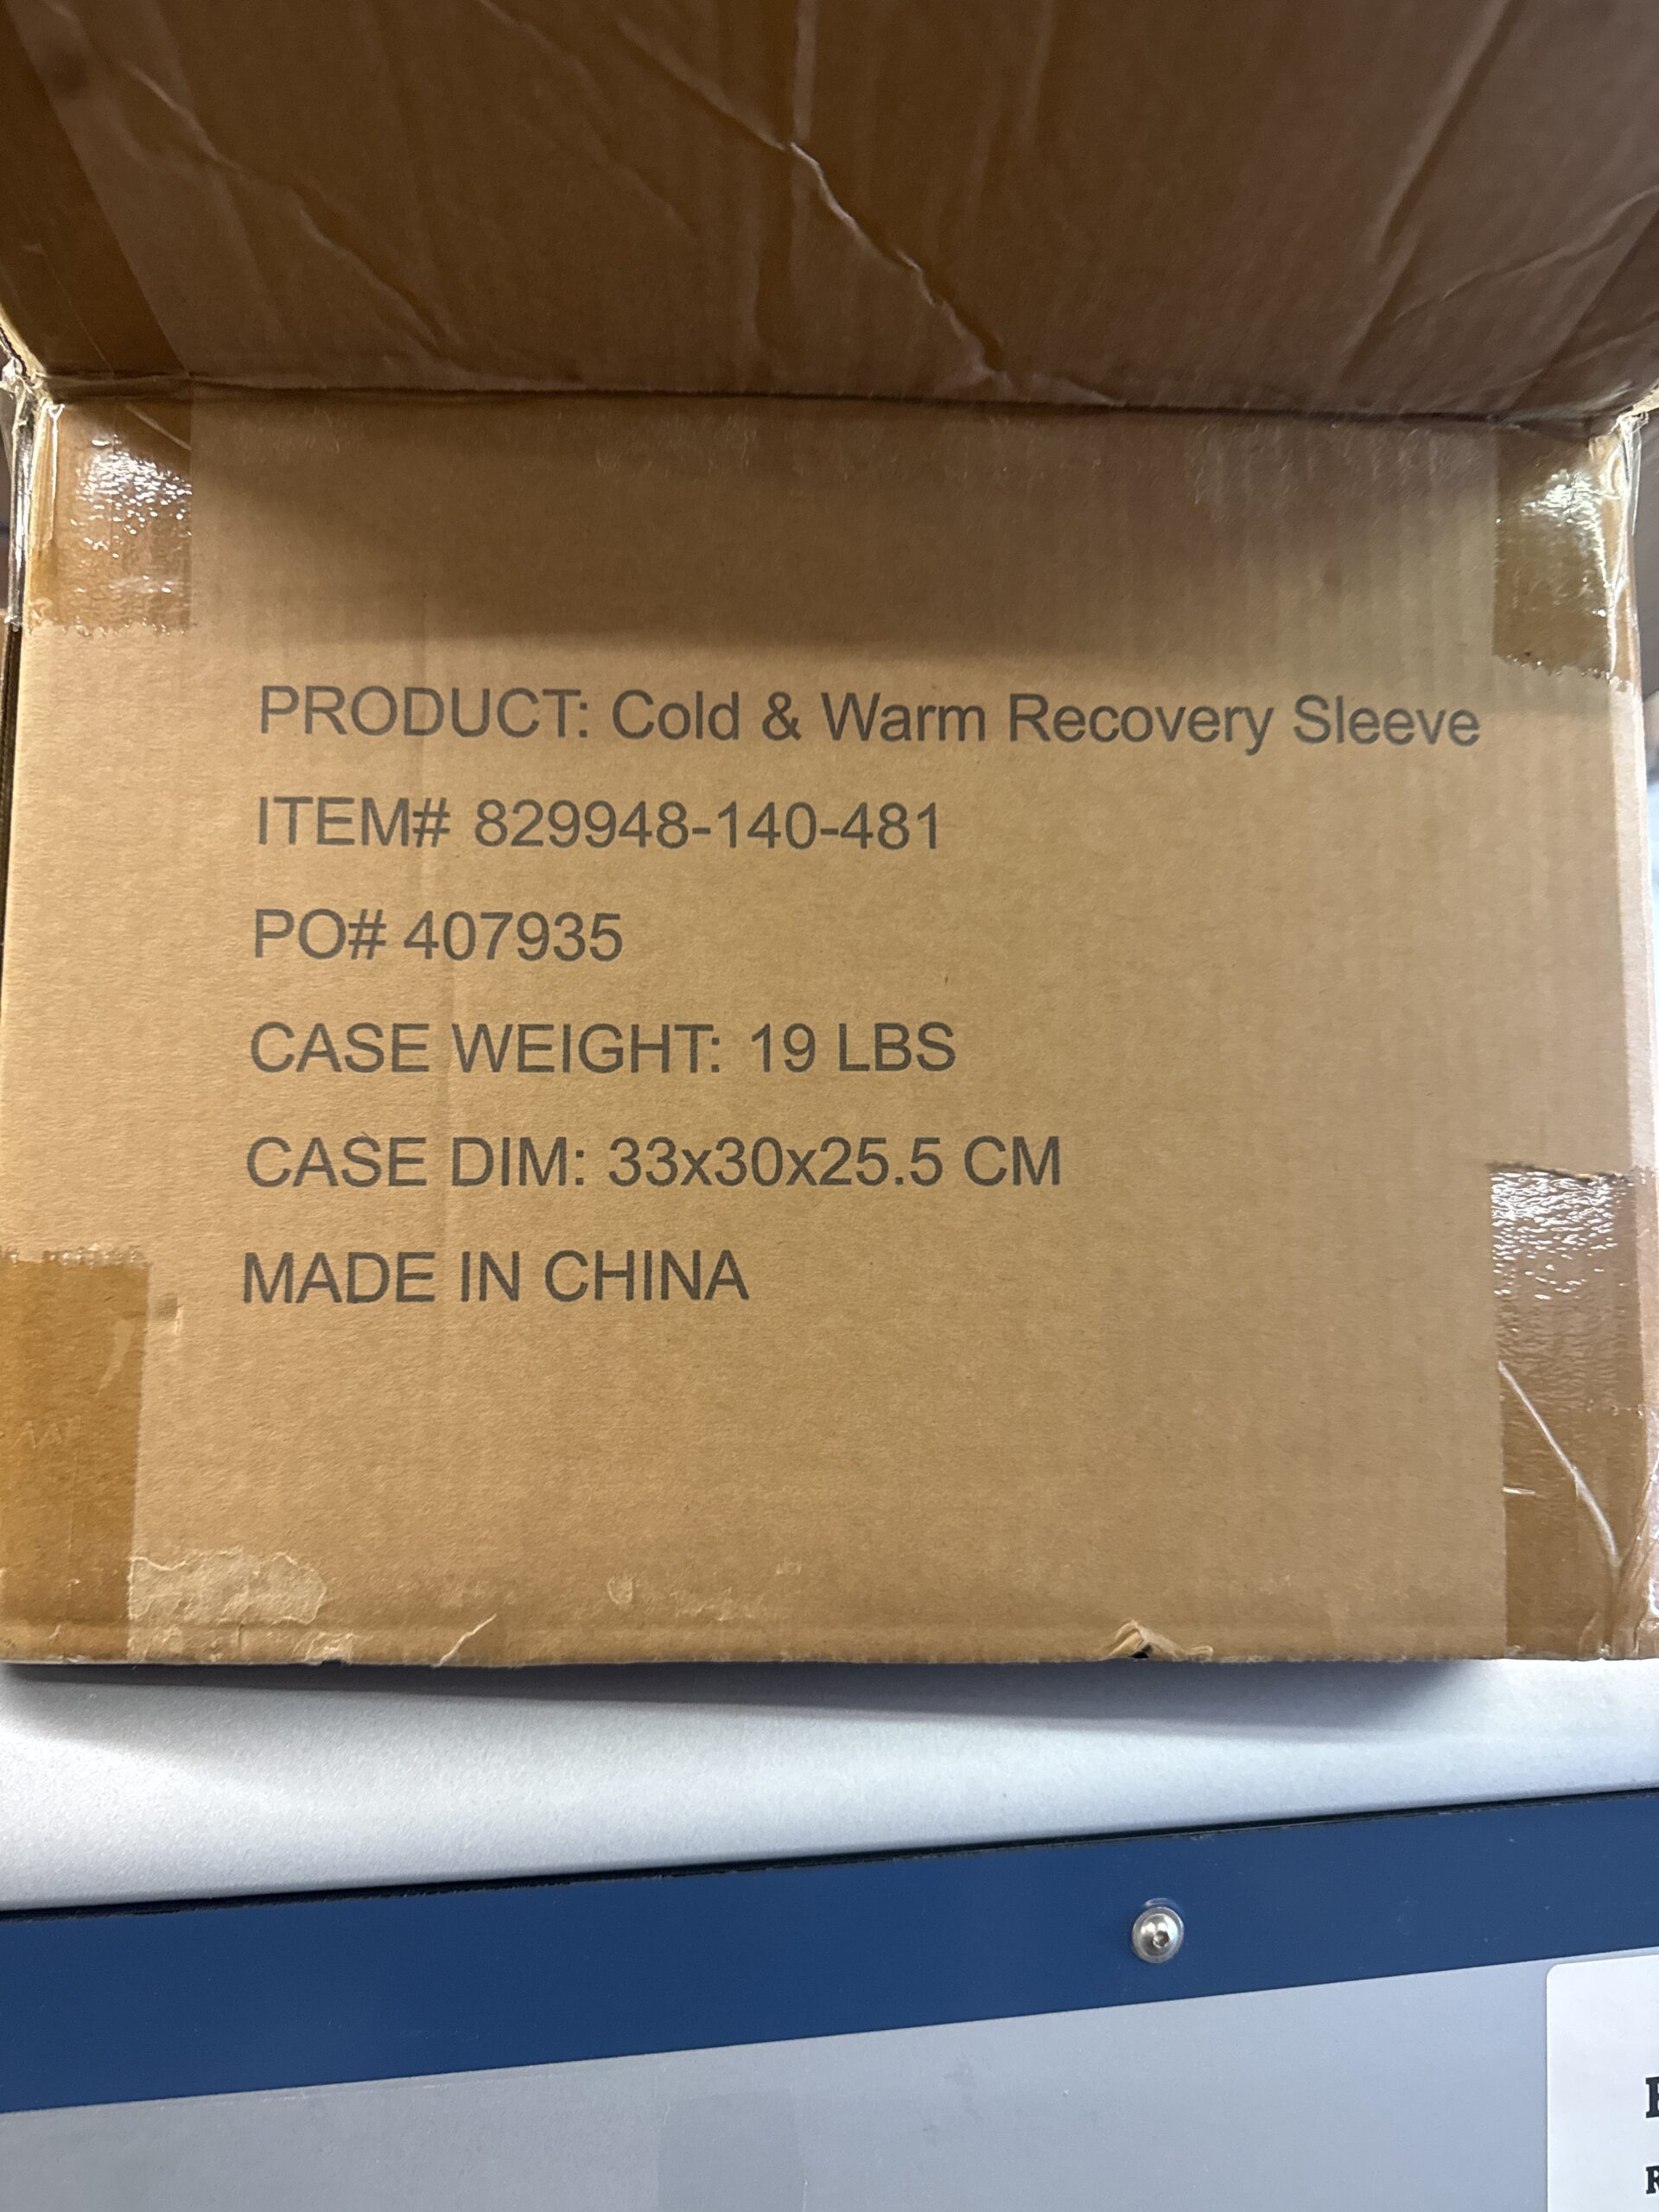 PRODUCT: Cold & Warm Recovery Sleeve
ITEM# 829948-140-481
PO# 407935
CASE WEIGHT: 19 LBS
CASE DIM: 33x30x25.5 CM
MADE IN CHINA